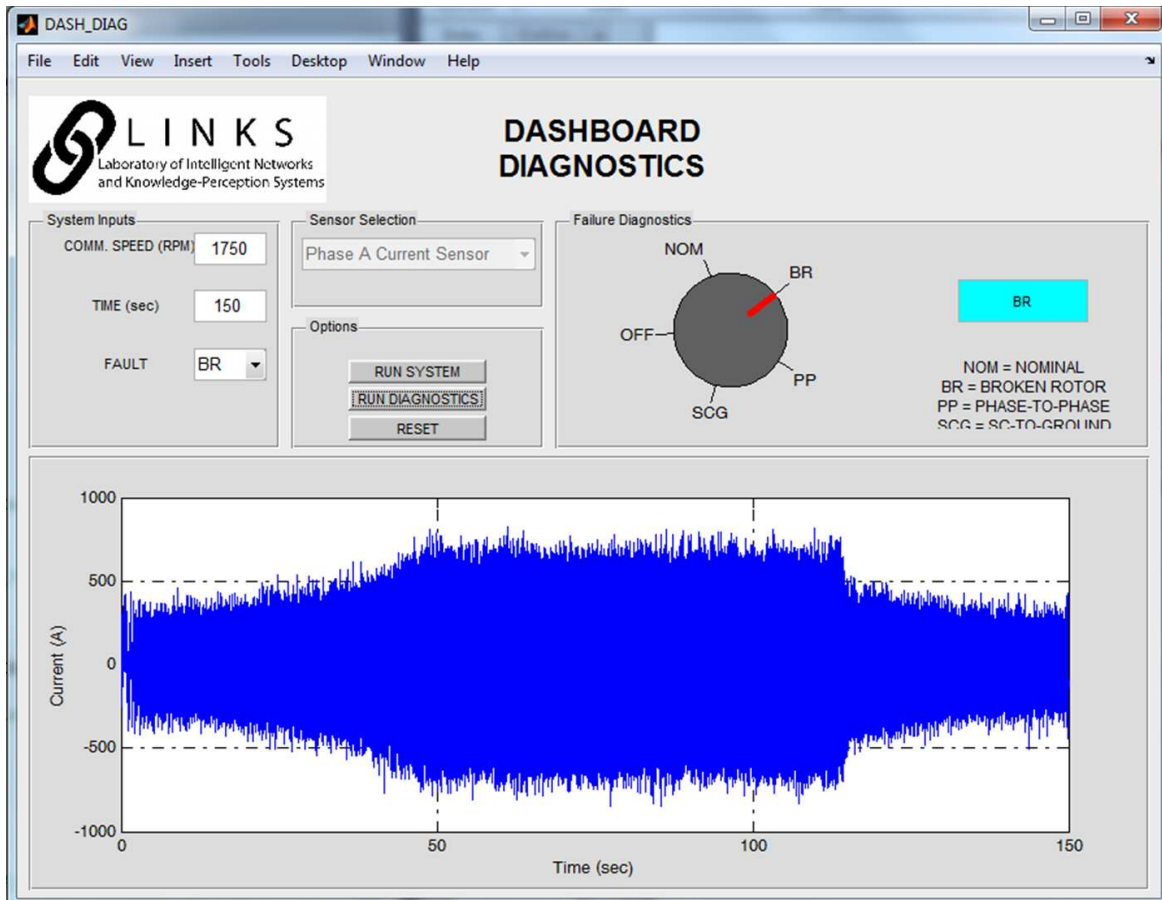 DASH_DIAG
File Edit View Insert Tools Desktop Window Help
LINKS
Laboratory of Intelligent Networks
and Knowledge-Perception Systems
DASHBOARD
DIAGNOSTICS
System Inputs
COMM. SPEED (RPM) 1750
TIME (sec) 150
FAULT BR
Sensor Selection
Phase A Current Sensor
Options
RUN SYSTEM
RUN DIAGNOSTICS
RESET
Failure Diagnostics
NOM
BR
OFF
PP
SCG
BR
NOM = NOMINAL
BR = BROKEN ROTOR
PP = PHASE-TO-PHASE
SCG = SC-TO-GROUND
1000
500
0
-500
-1000
Current (A)
0 50 100 150
Time (sec)